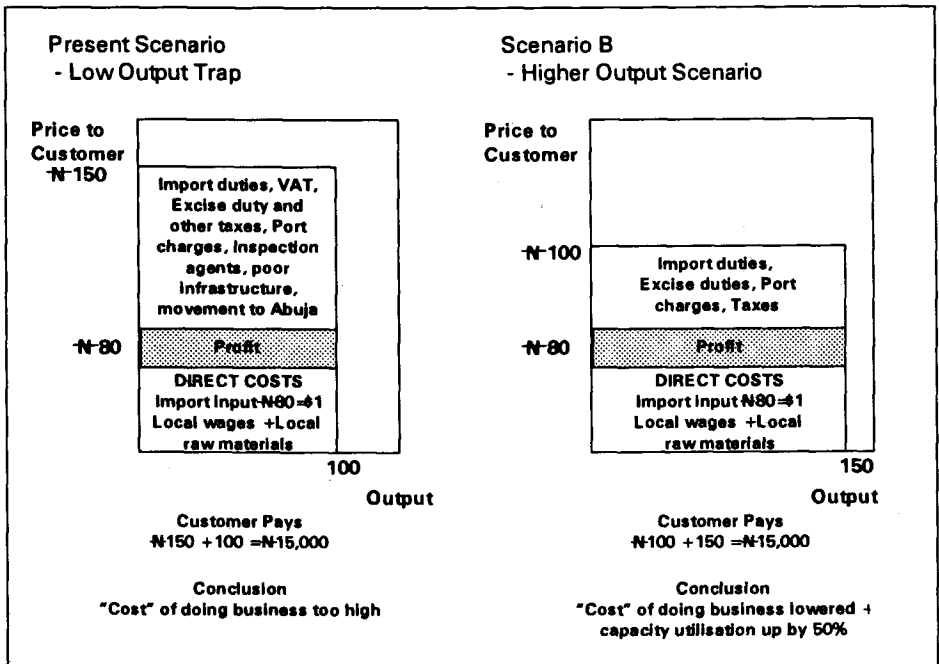 Present Scenario
- Low Output Trap
Price to
Customer
₦150
Import duties, VAT,
Excise duty and
other taxes, Port
charges, Inspection
agents, poor
infrastructure,
movement to Abuja
₦80
Profit
DIRECT COSTS
Import input ₦80=$1
Local wages +Local
raw materials
100
Output
Customer Pays
₦150 +100 =₦15,000
Conclusion
"Cost" of doing business too high
Scenario B
- Higher Output Scenario
Price to
Customer
₦100
Import duties,
Excise duties, Port
charges, Taxes
₦80
Profit
DIRECT COSTS
Import input ₦80=$1
Local wages +Local
raw materials
150
Output
Customer Pays
₦100 +150 =₦15,000
Conclusion
"Cost" of doing business lowered +
capacity utilisation up by 50%